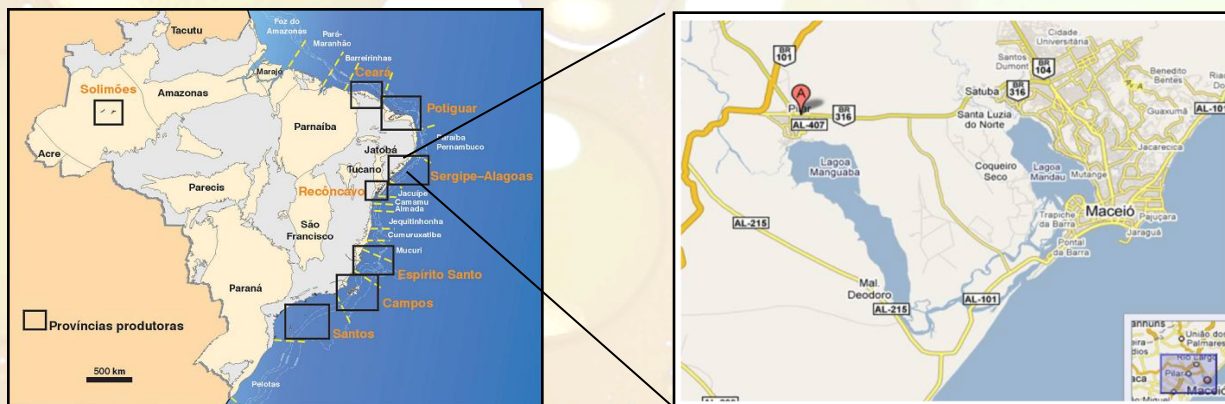 Tacutu
Foz do
Amazonas
Pará-
Maranhão
Barreirinhas
Ceará
Marajó
Solimões
Amazonas
Potiguar
Parnaíba
Paraíba
Pernambuco
Acre
Jatobá
Tucano
Sergipe–Alagoas
Parecis
Recôncavo
Jacuípe
Camamu
Almada
São
Francisco
Jequitinhonha
Cumuruxatiba
Mucuri
Espírito Santo
Paraná
Campos
Províncias produtoras
Santos
500 km
Pelotas
BR
101
Cidade
Universitária
Santos
Dumont
BR
104
Benedito
Bentes
A
Pilar
BR
316
Satuba
BR
316
Guaxumã
AL-101
AL-407
Santa Luzia
do Norte
Jacarecica
Lagoa
Manguaba
Coqueiro
Seco
Lagoa
Mandau
Mutange
Maceió
Pajuçara
Jaraguá
Trapiche
da Barra
AL-215
Pontal
da Barra
Mal.
Deodoro
AL-215
AL-101
União dos
Palmares
Rio Largo
Pilar
Maceió